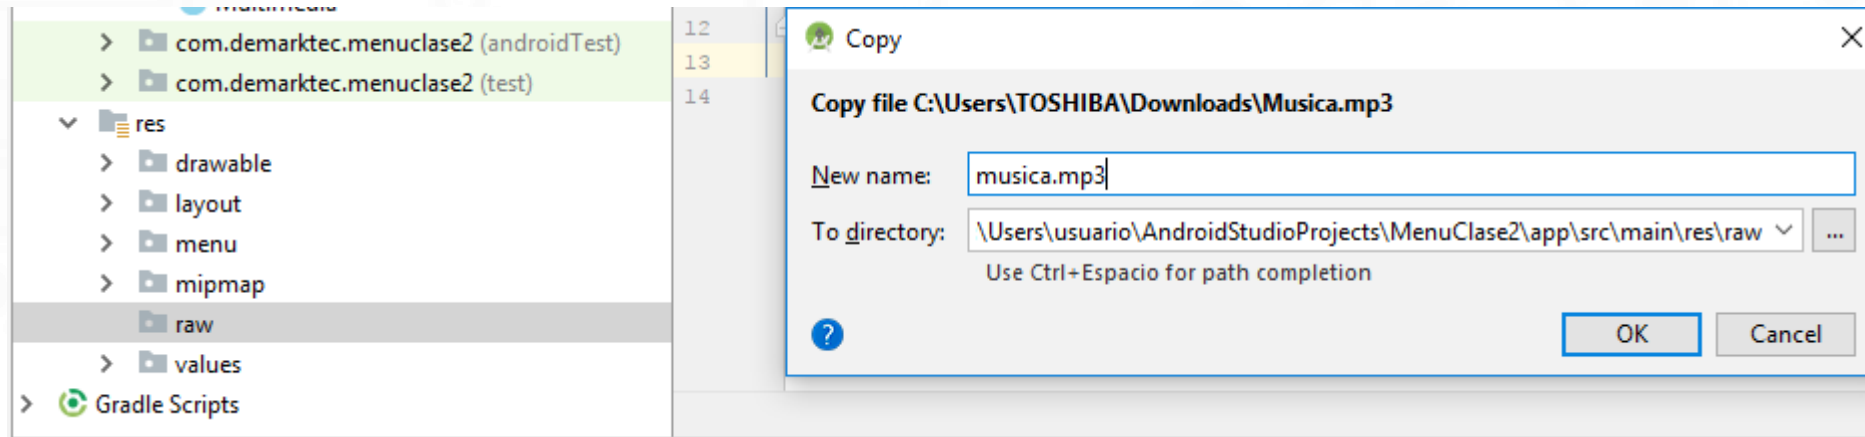 Multimedia
com.demarktec.menuclase2 (androidTest)
com.demarktec.menuclase2 (test)
res
drawable
layout
menu
mipmap
raw
values
Gradle Scripts
12
13
14
Copy
Copy file C:\Users\TOSHIBA\Downloads\Musica.mp3
New name: musica.mp3
To directory: \Users\usuario\AndroidStudioProjects\MenuClase2\app\src\main\res\raw ...
Use Ctrl+Espacio for path completion
? OK Cancel